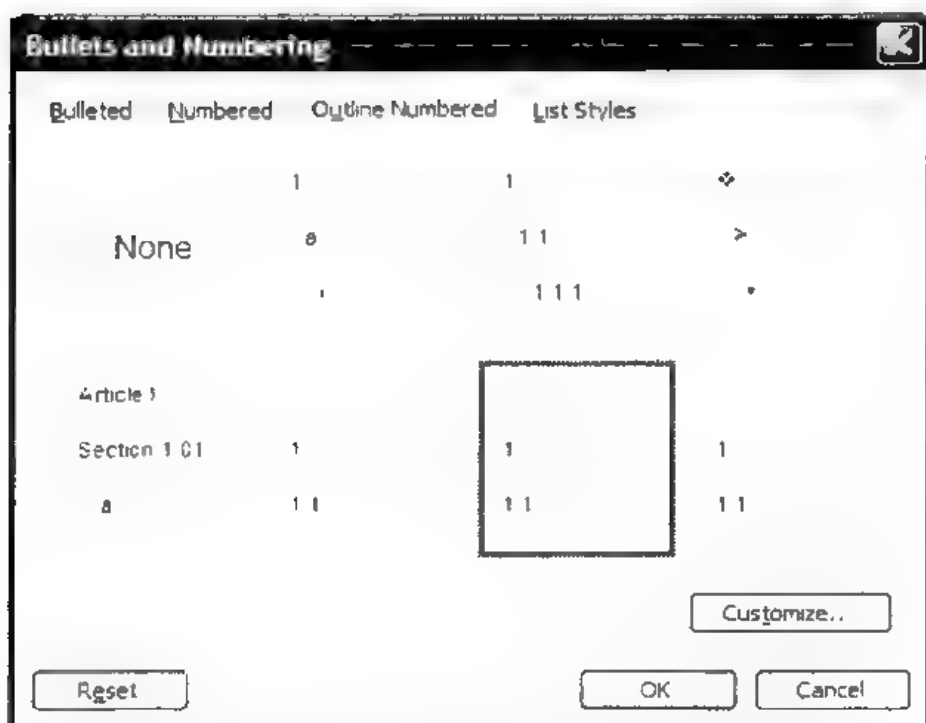 Bullets and Numbering
Bulleted Numbered Outline Numbered List Styles
1 1
None a 1 1
1 1 1
Article I
Section 1 01 1 1 1
a 1 1 1 1 1 1
Customize..
Reset OK Cancel